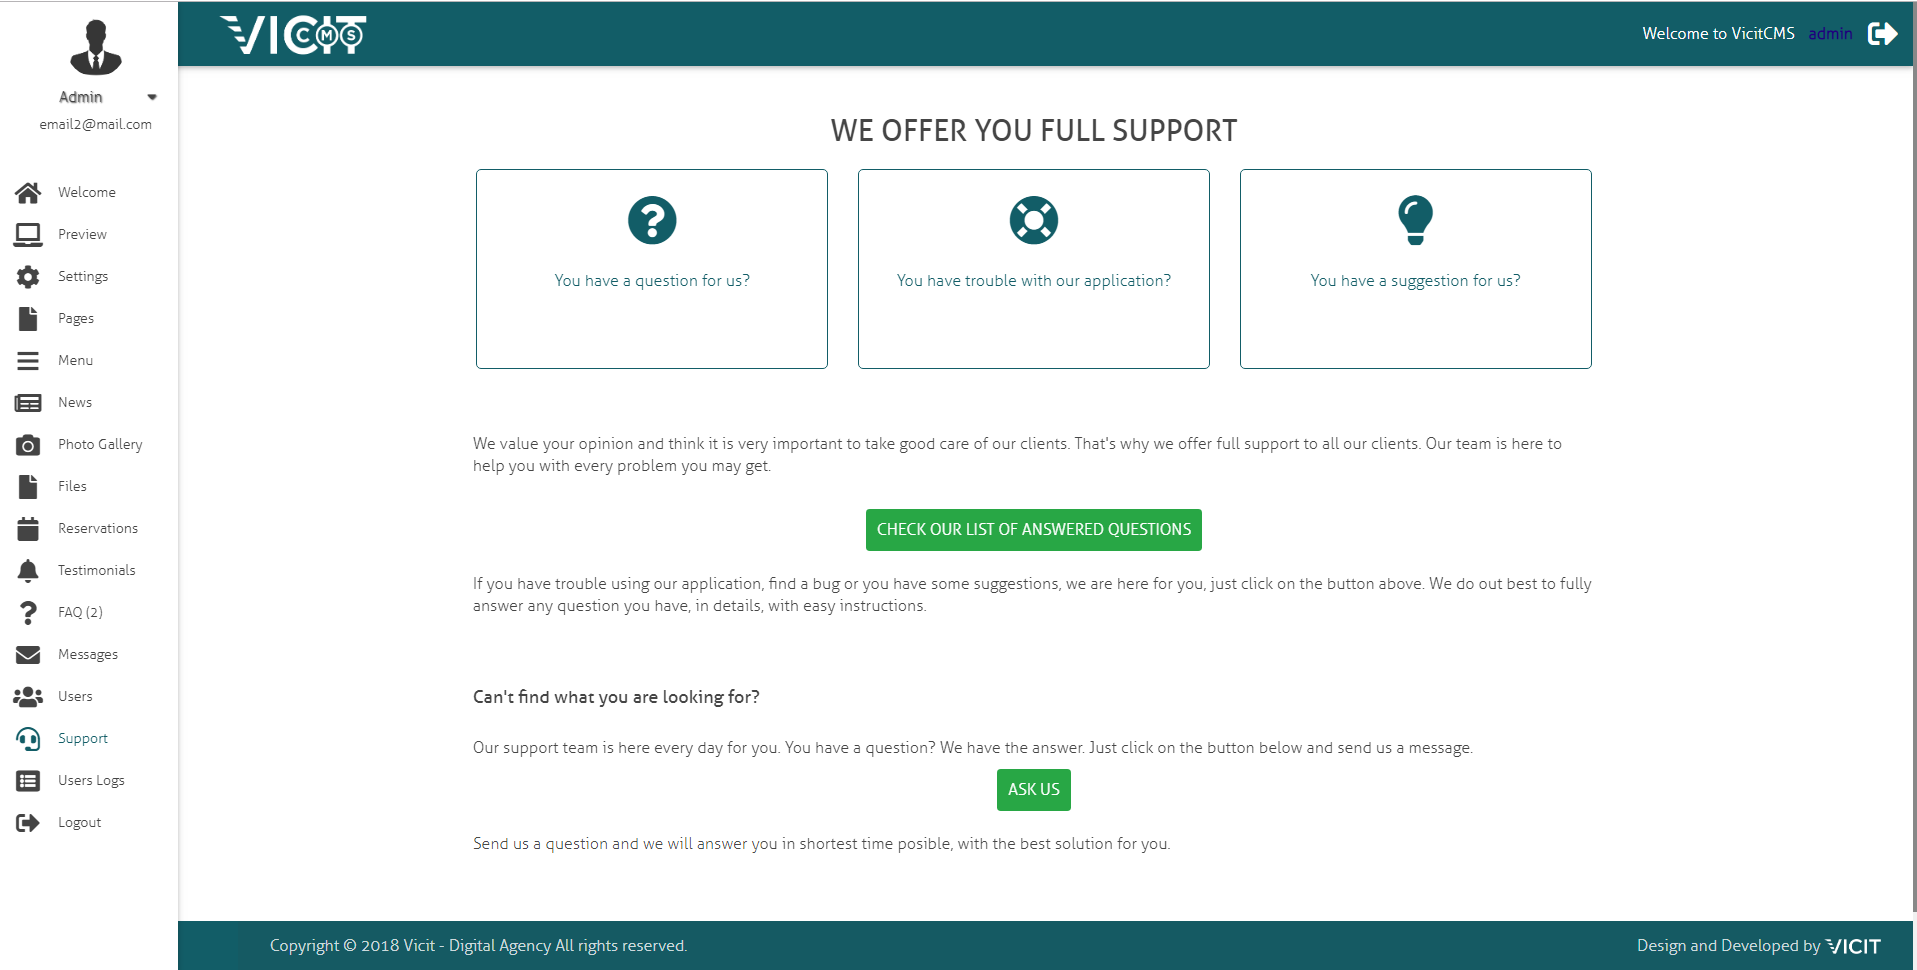 VICIT CMS
Welcome to VicitCMS admin
Admin
email2@mail.com
Welcome
Preview
Settings
Pages
Menu
News
Photo Gallery
Files
Reservations
Testimonials
FAQ (2)
Messages
Users
Support
Users Logs
Logout
WE OFFER YOU FULL SUPPORT
You have a question for us?
You have trouble with our application?
You have a suggestion for us?
We value your opinion and think it is very important to take good care of our clients. That's why we offer full support to all our clients. Our team is here to
help you with every problem you may get.
CHECK OUR LIST OF ANSWERED QUESTIONS
If you have trouble using our application, find a bug or you have some suggestions, we are here for you, just click on the button above. We do out best to fully
answer any question you have, in details, with easy instructions.
Can't find what you are looking for?
Our support team is here every day for you. You have a question? We have the answer. Just click on the button below and send us a message.
ASK US
Send us a question and we will answer you in shortest time posible, with the best solution for you.
Copyright © 2018 Vicit - Digital Agency All rights reserved.
Design and Developed by VICIT